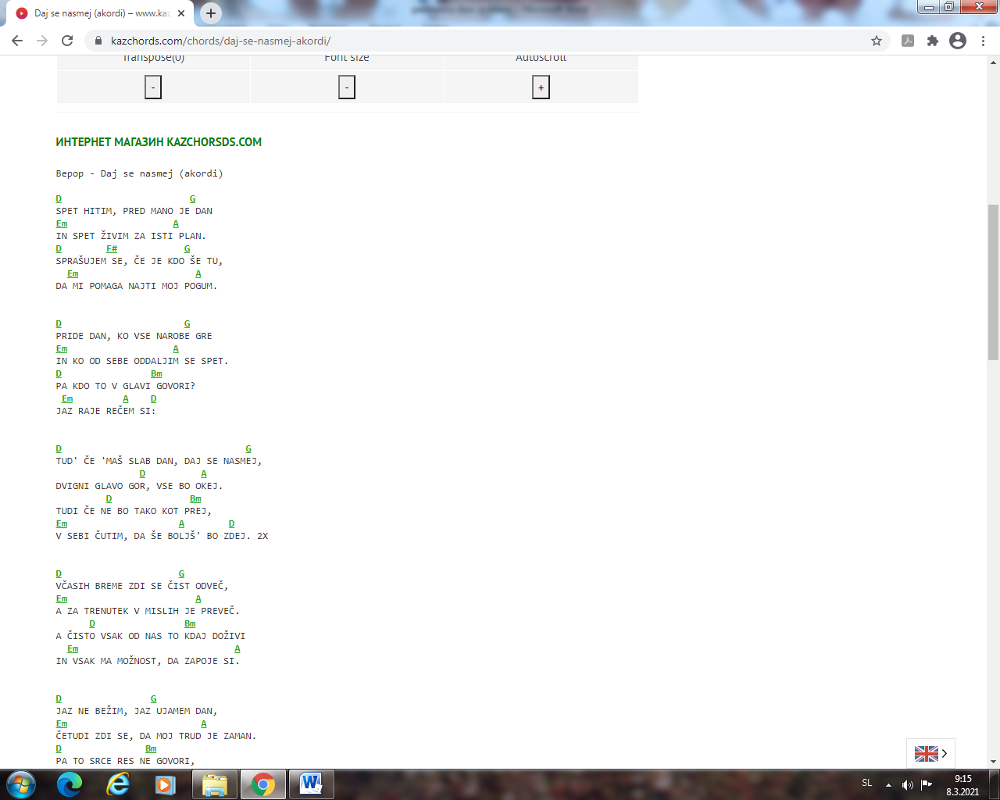 Daj se nasmej (akordi) – www.kaz
kazchords.com/chords/daj-se-nasmej-akordi/
Transpose(0) Font size Autoscroll
- - +
ИНТЕРНЕТ МАГАЗИН KAZCHORSDS.COM
Bepop - Daj se nasmej (akordi)
D G
SPET HITIM, PRED MANO JE DAN
Em A
IN SPET ŽIVIM ZA ISTI PLAN.
D F# G
SPRAŠUJEM SE, ČE JE KDO ŠE TU,
Em A
DA MI POMAGA NAJTI MOJ POGUM.
D G
PRIDE DAN, KO VSE NAROBE GRE
Em A
IN KO OD SEBE ODDALJIM SE SPET.
D Bm
PA KDO TO V GLAVI GOVORI?
Em A D
JAZ RAJE REČEM SI:
D G
TUD' ČE 'MAŠ SLAB DAN, DAJ SE NASMEJ,
D A
DVIGNI GLAVO GOR, VSE BO OKEJ.
D Bm
TUDI ČE NE BO TAKO KOT PREJ,
Em A D
V SEBI ČUTIM, DA ŠE BOLJŠ' BO ZDEJ. 2X
D G
VČASIH BREME ZDI SE ČIST ODVEČ,
Em A
A ZA TRENUTEK V MISLIH JE PREVEČ.
D Bm
A ČISTO VSAK OD NAS TO KDAJ DOŽIVI
Em A
IN VSAK MA MOŽNOST, DA ZAPOJE SI.
D G
JAZ NE BEŽIM, JAZ UJAMEM DAN,
Em A
ČETUDI ZDI SE, DA MOJ TRUD JE ZAMAN.
D Bm
PA TO SRCE RES NE GOVORI,
SL
9:15
8.3.2021